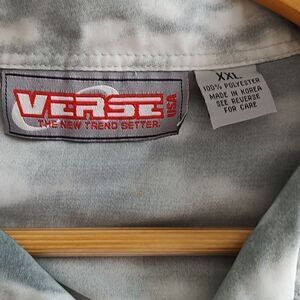 VERSE
USA
THE NEW TREND SETTER.
XXL
100% POLYESTER
MADE IN KOREA
SEE REVERSE
FOR CARE